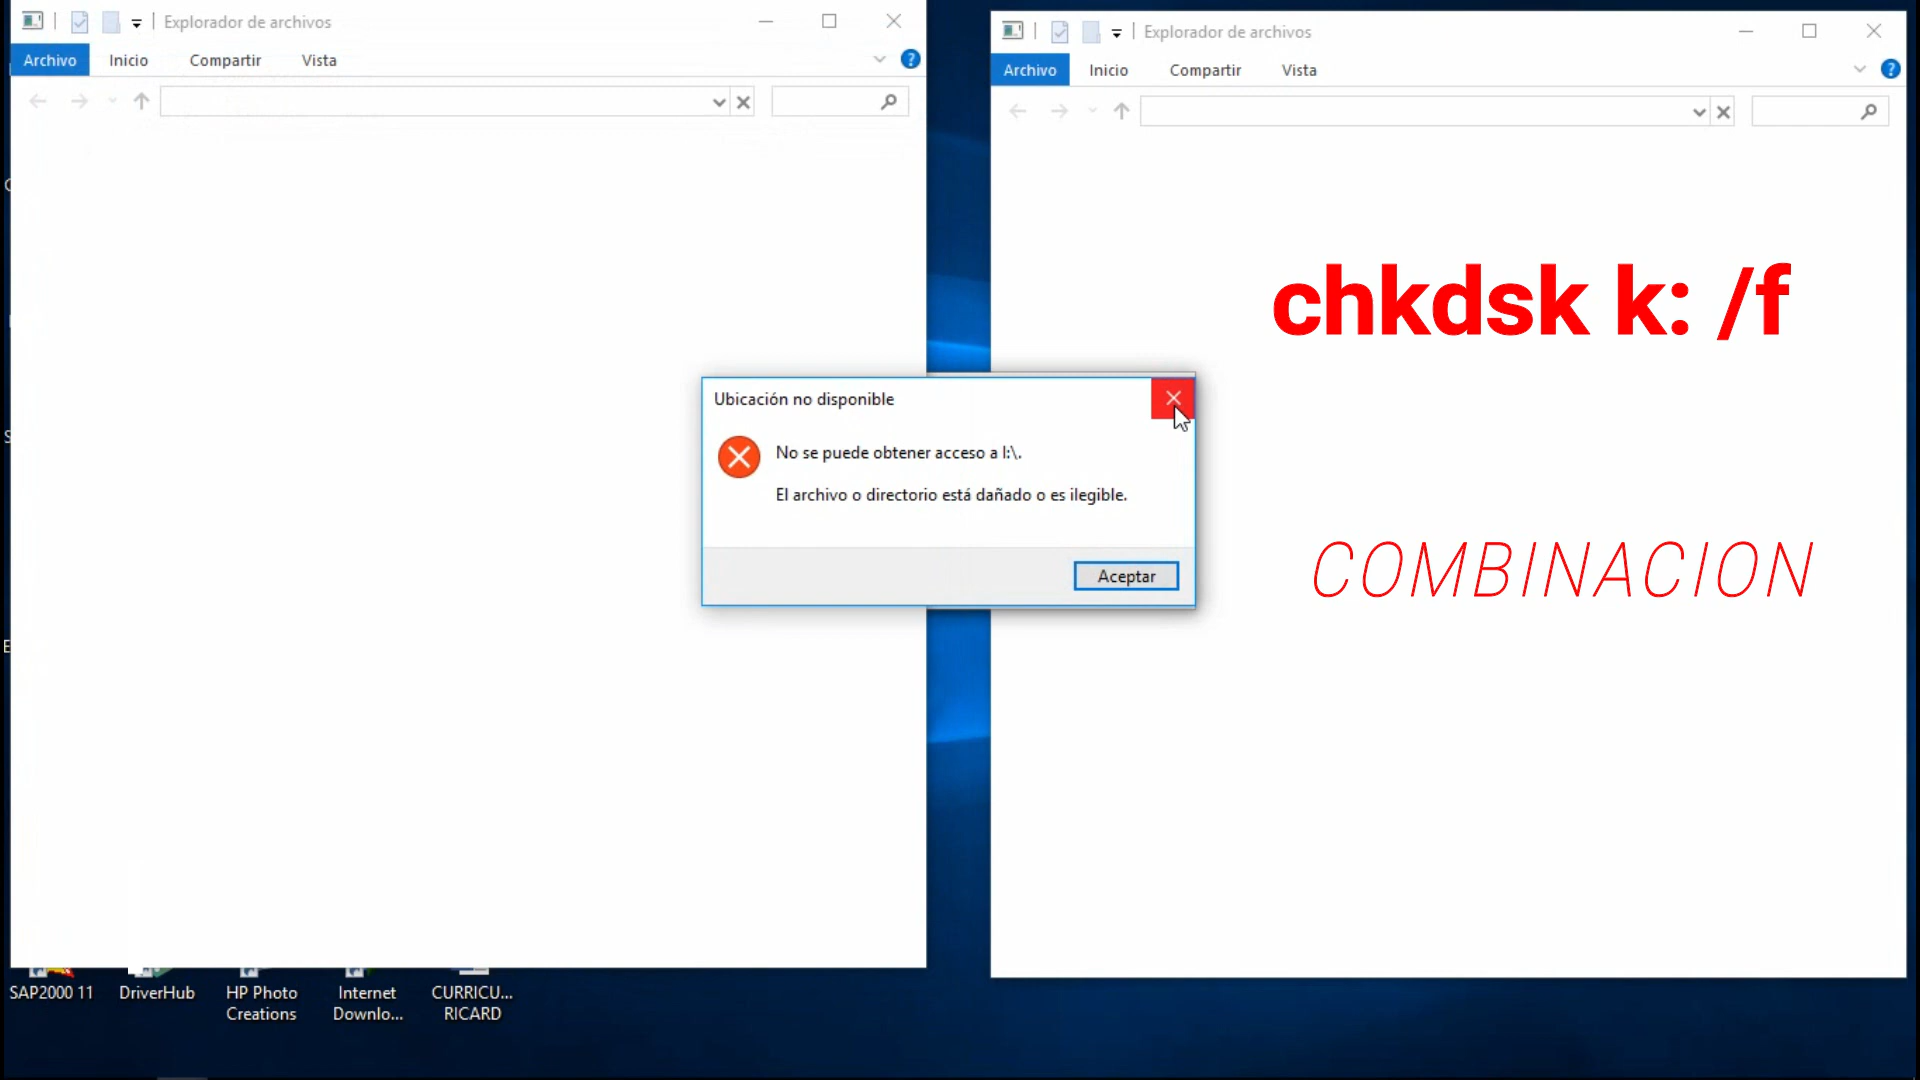 Explorador de archivos
Archivo Inicio Compartir Vista
Explorador de archivos
Archivo Inicio Compartir Vista
chkdsk k: /f
Ubicación no disponible
No se puede obtener acceso a I:\.
El archivo o directorio está dañado o es ilegible.
Aceptar
COMBINACION
SAP2000 11
DriverHub
HP Photo
Creations
Internet
Downlo...
CURRICU...
RICARD